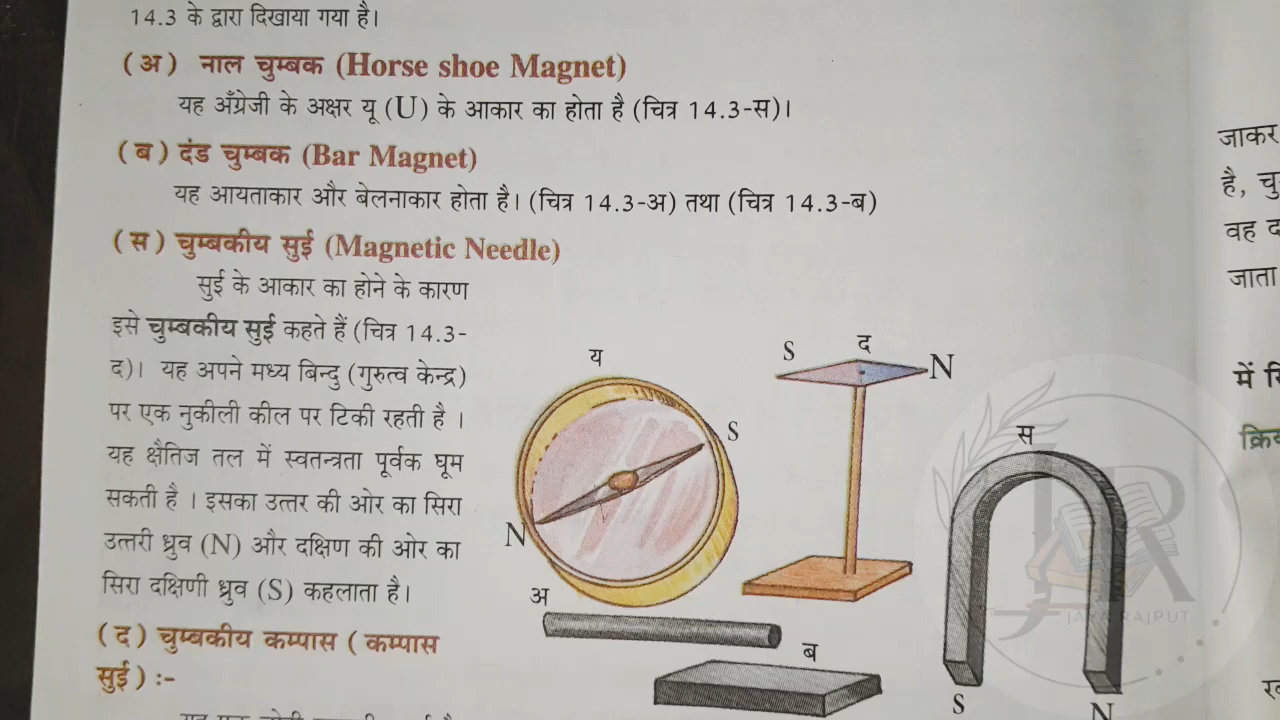 14.3 के द्वारा दिखाया गया है।
(अ) नाल चुम्बक (Horse shoe Magnet)
यह अँग्रेजी के अक्षर यू (U) के आकार का होता है (चित्र 14.3-स)।
(ब) दंड चुम्बक (Bar Magnet)
यह आयताकार और बेलनाकार होता है। (चित्र 14.3-अ) तथा (चित्र 14.3-ब)
(स) चुम्बकीय सुई (Magnetic Needle)
सुई के आकार का होने के कारण
इसे चुम्बकीय सुई कहते हैं (चित्र 14.3-
द)। यह अपने मध्य बिन्दु (गुरुत्व केन्द्र)
पर एक नुकीली कील पर टिकी रहती है ।
यह क्षैतिज तल में स्वतन्त्रता पूर्वक घूम
सकती है । इसका उत्तर की ओर का सिरा
उत्तरी ध्रुव (N) और दक्षिण की ओर का
सिरा दक्षिणी ध्रुव (S) कहलाता है।
(द) चुम्बकीय कम्पास ( कम्पास
सुई ) :-
य
S
N
द
S
N
स
S
N
अ
ब
JR
JAYA RAJPUT
जाकर
है,
वह
जाता
में